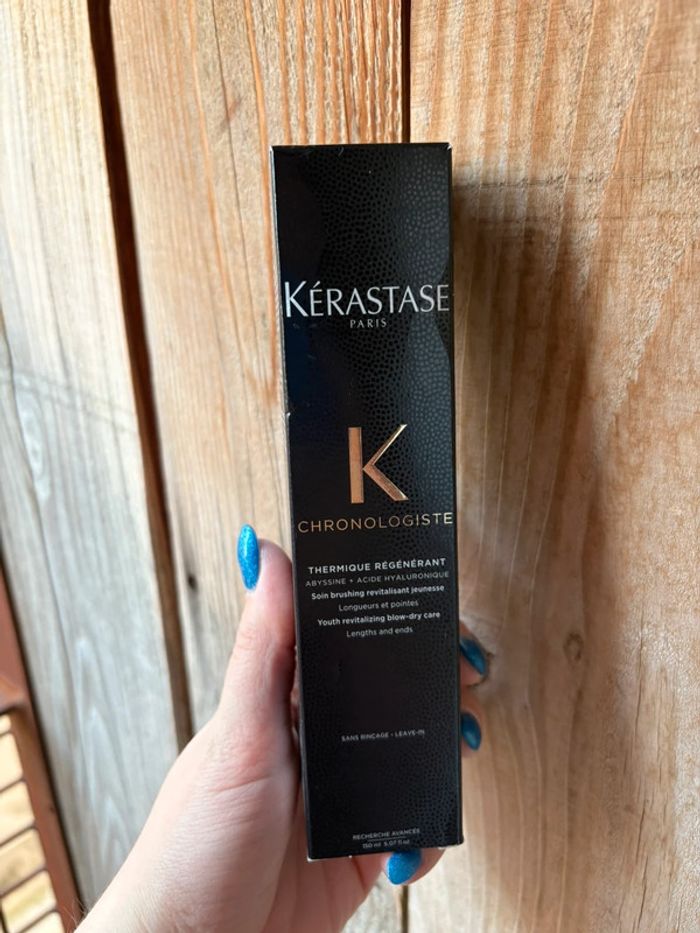 KÉRASTASE
PARIS
K
CHRONOLOGISTE
THERMIQUE RÉGÉNÉRANT
ABYSSINE + ACIDE HYALURONIQUE
Soin brushing revitalisant jeunesse
Longueurs et pointes
Youth revitalizing blow-dry care
Lengths and ends
SANS RINÇAGE - LEAVE-IN
RECHERCHE AVANCÉE
150 ml 5.07 fl.oz